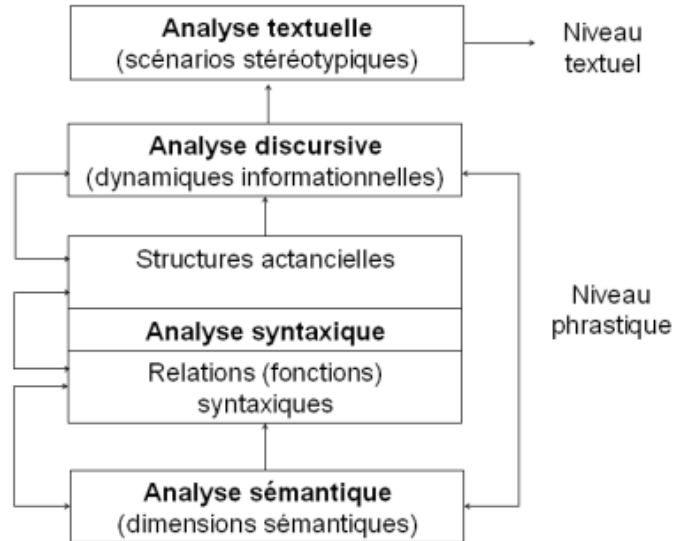 Analyse textuelle
(scénarios stéréotypiques)
Niveau
textuel
Analyse discursive
(dynamiques informationnelles)
Structures actancielles
Niveau
phrastique
Analyse syntaxique
Relations (fonctions)
syntaxiques
Analyse sémantique
(dimensions sémantiques)